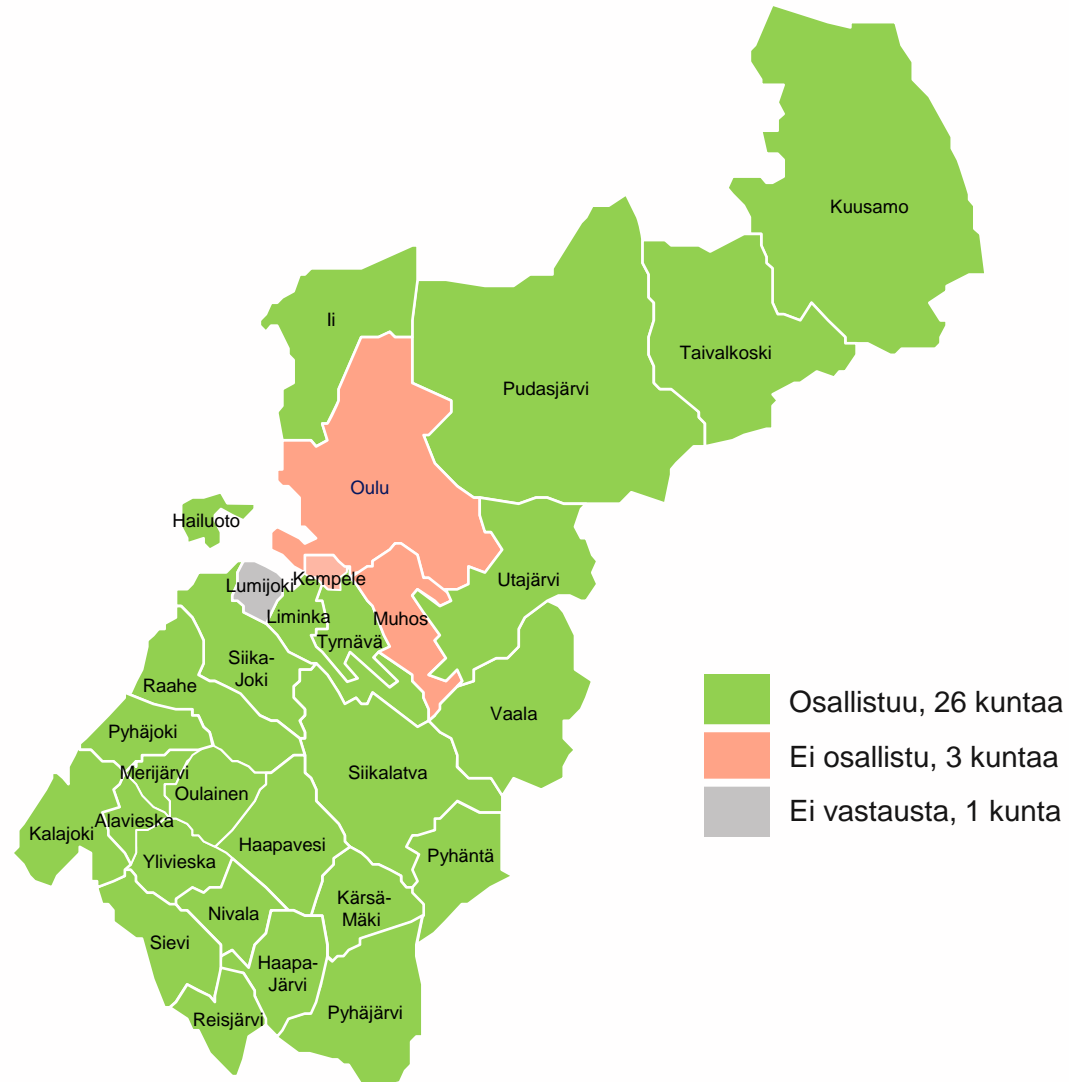 Kuusamo
Ii
Taivalkoski
Pudasjärvi
Oulu
Hailuoto
Utajärvi
Kempele
Lumijoki
Liminka
Muhos
Tyrnävä
Siika-
Joki
Raahe
Vaala
Pyhäjoki
Siikalatva
Merijärvi
Oulainen
Alavieska
Kalajoki
Haapavesi
Ylivieska
Pyhäntä
Kärsä-
Mäki
Nivala
Sievi
Haapa-
Järvi
Pyhäjärvi
Reisjärvi
Osallistuu, 26 kuntaa
Ei osallistu, 3 kuntaa
Ei vastausta, 1 kunta